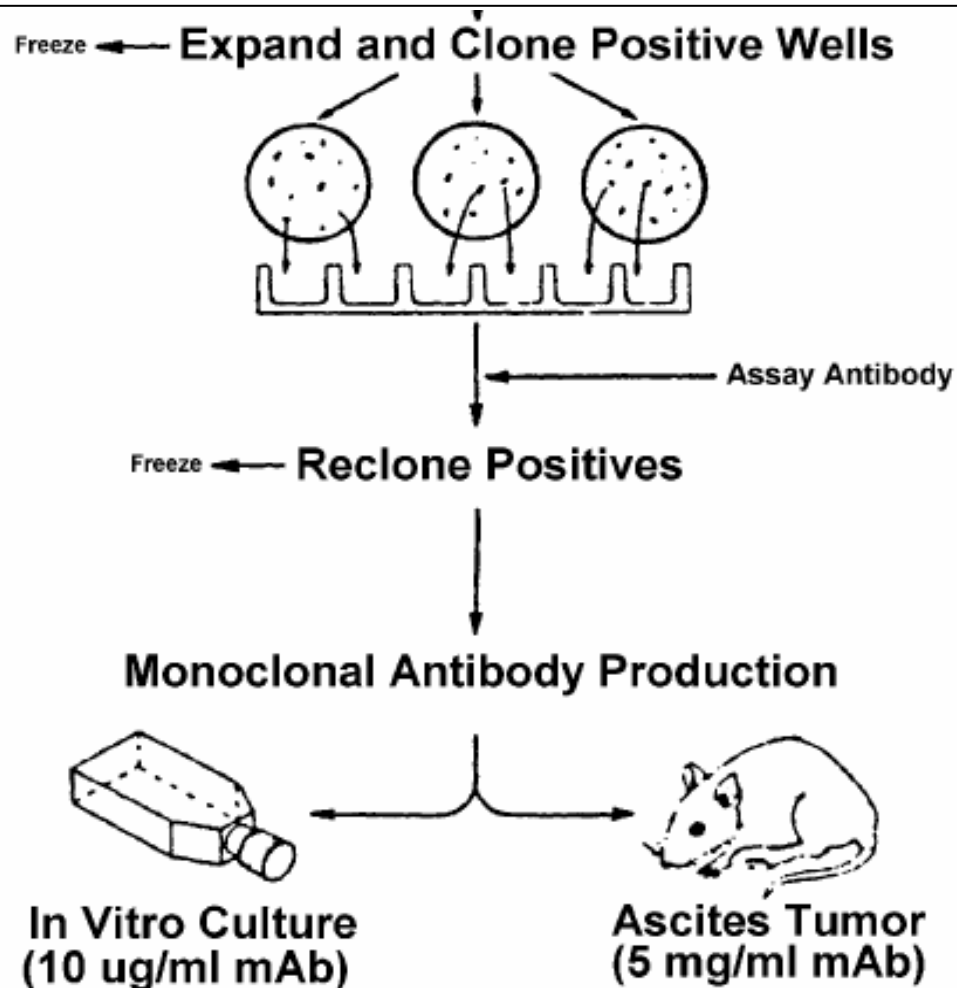 Freeze Expand and Clone Positive Wells
Assay Antibody
Freeze Reclone Positives
Monoclonal Antibody Production
In Vitro Culture
(10 ug/ml mAb)
Ascites Tumor
(5 mg/ml mAb)